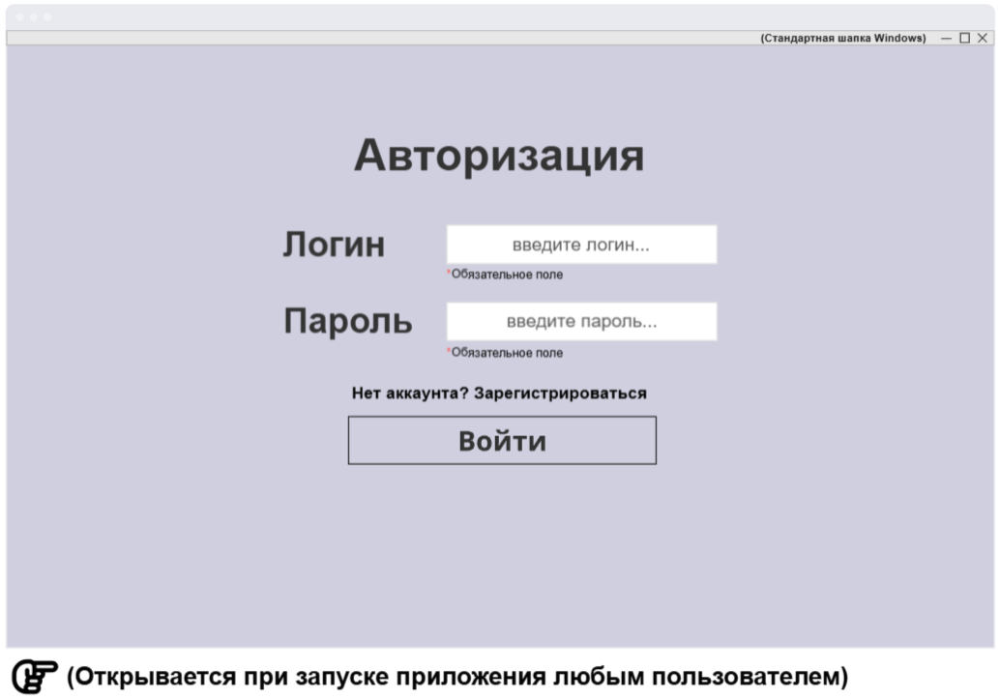 (Стандартная шапка Windows)
Авторизация
Логин
введите логин...
*Обязательное поле
Пароль
введите пароль...
*Обязательное поле
Нет аккаунта? Зарегистрироваться
Войти
(Открывается при запуске приложения любым пользователем)